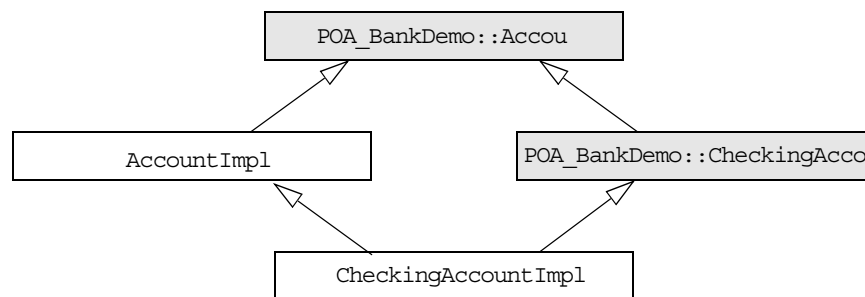 POA_BankDemo::Accou
AccountImpl
POA_BankDemo::CheckingAcco
CheckingAccountImpl